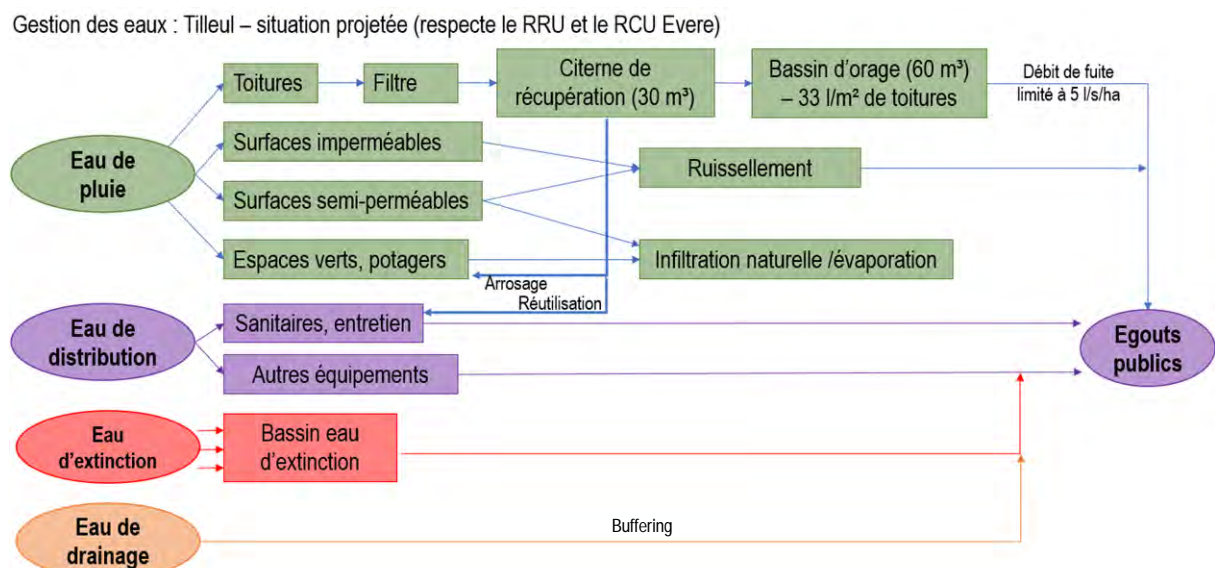 Gestion des eaux : Tilleul – situation projetée (respecte le RRU et le RCU Evere)
Toitures
Filtre
Citerne de
récupération (30 m³)
Bassin d'orage (60 m³)
– 33 l/m² de toitures
Débit de fuite
limité à 5 l/s/ha
Eau de
pluie
Surfaces imperméables
Ruissellement
Surfaces semi-perméables
Espaces verts, potagers
Infiltration naturelle /évaporation
Arrosage
Réutilisation
Eau de
distribution
Sanitaires, entretien
Autres équipements
Egouts
publics
Eau
d'extinction
Bassin eau
d'extinction
Eau de
drainage
Buffering